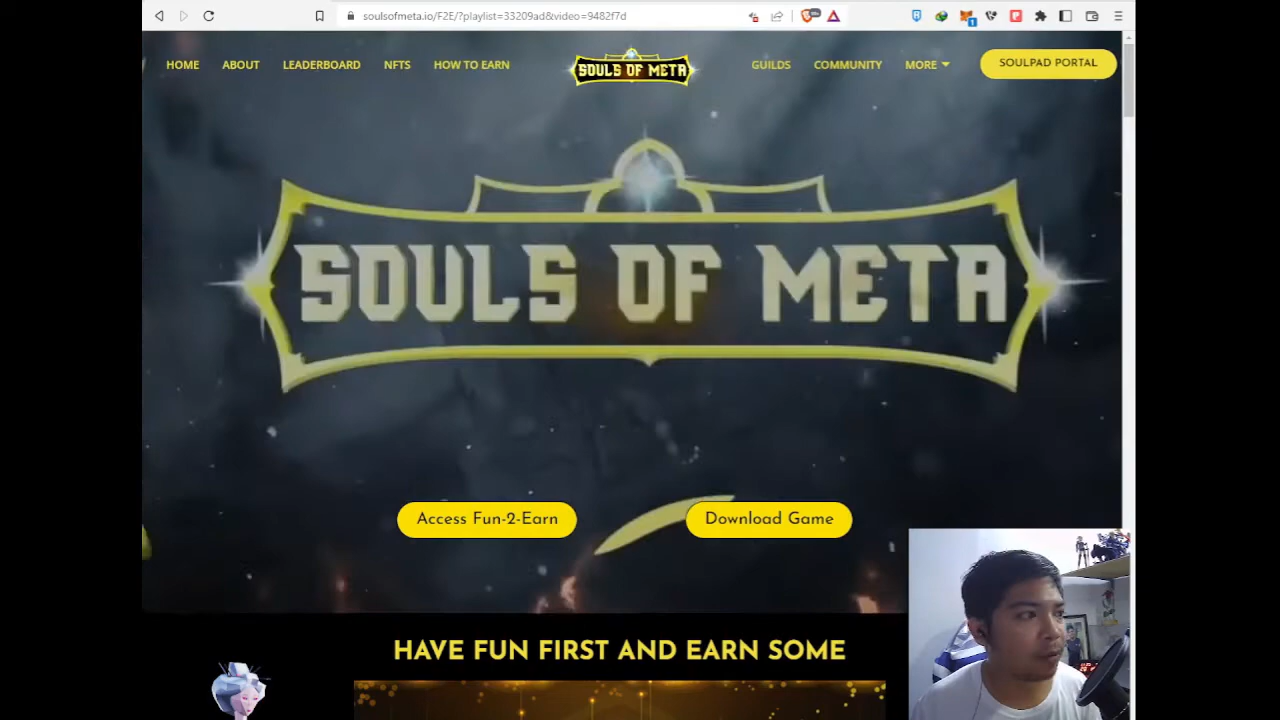 soulsofmeta.io/F2E/?playlist=33209ad&video=9482f7d
HOME ABOUT LEADERBOARD NFTS HOW TO EARN SOULS OF META GUILDS COMMUNITY MORE SOULPAD PORTAL
SOULS OF META
Access Fun-2-Earn Download Game
HAVE FUN FIRST AND EARN SOME